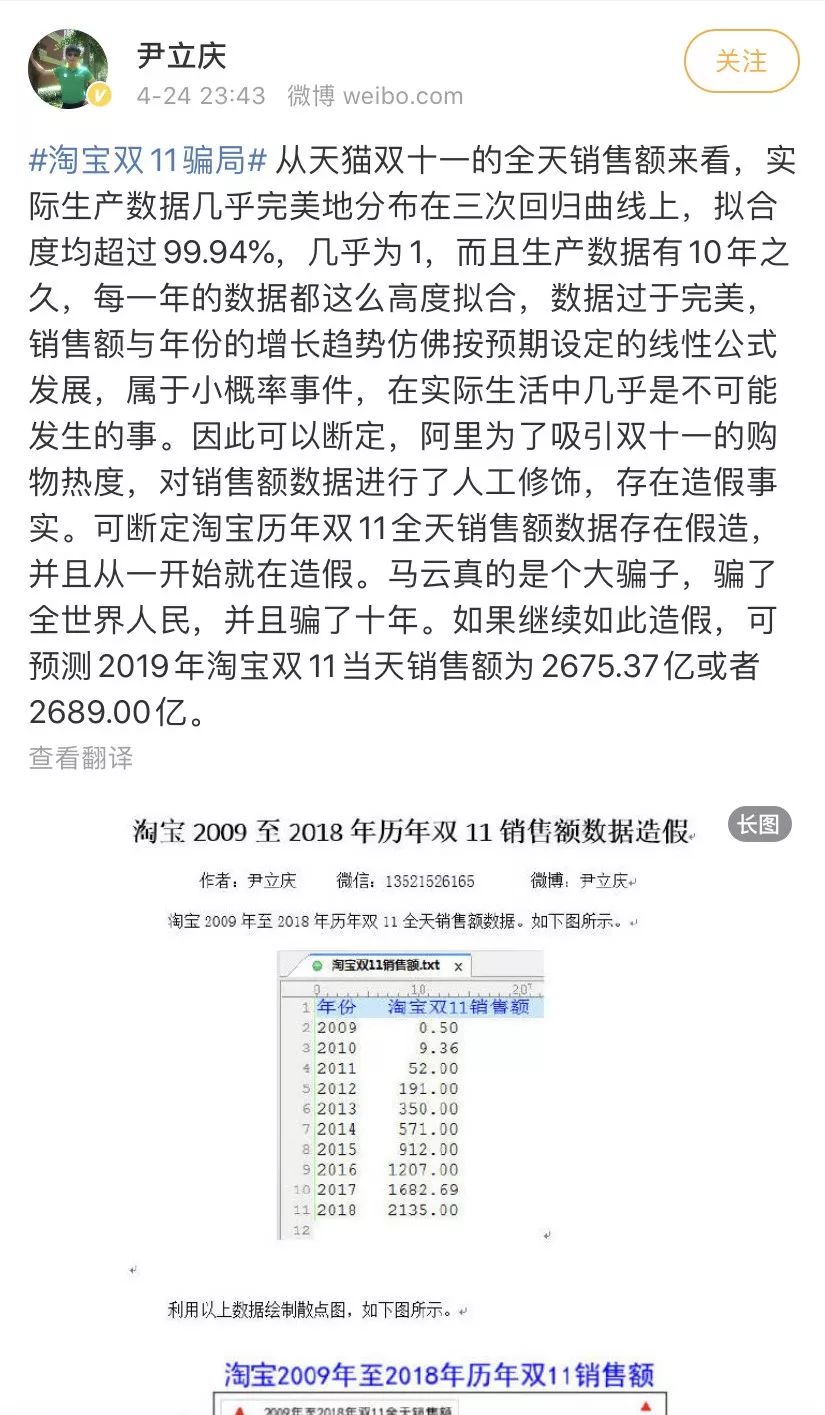 尹立庆
关注
4-24 23:43 微博 weibo.com
#淘宝双11骗局# 从天猫双十一的全天销售额来看，实
际生产数据几乎完美地分布在三次回归曲线上，拟合
度均超过99.94%，几乎为1，而且生产数据有10年之
久，每一年的数据都这么高度拟合，数据过于完美，
销售额与年份的增长趋势仿佛按预期设定的线性公式
发展，属于小概率事件，在实际生活中几乎是不可能
发生的事。因此可以断定，阿里为了吸引双十一的购
物热度，对销售额数据进行了人工修饰，存在造假事
实。可断定淘宝历年双11全天销售额数据存在假造，
并且从一开始就在造假。马云真的是个大骗子，骗了
全世界人民，并且骗了十年。如果继续如此造假，可
预测2019年淘宝双11当天销售额为2675.37亿或者
2689.00亿。
查看翻译
淘宝 2009 至 2018 年历年双 11 销售额数据造假
长图
作者：尹立庆 微信：13521526165 微博：尹立庆
淘宝 2009 年至 2018 年历年双 11 全天销售额数据。如下图所示。
淘宝双11销售额.txt x
0 10 20
1 年份 淘宝双11销售额
2 2009 0.50
3 2010 9.36
4 2011 52.00
5 2012 191.00
6 2013 350.00
7 2014 571.00
8 2015 912.00
9 2016 1207.00
10 2017 1682.69
11 2018 2135.00
12
利用以上数据绘制散点图，如下图所示。
淘宝2009年至2018年历年双11销售额
2009年至2018年历年双11全天销售额